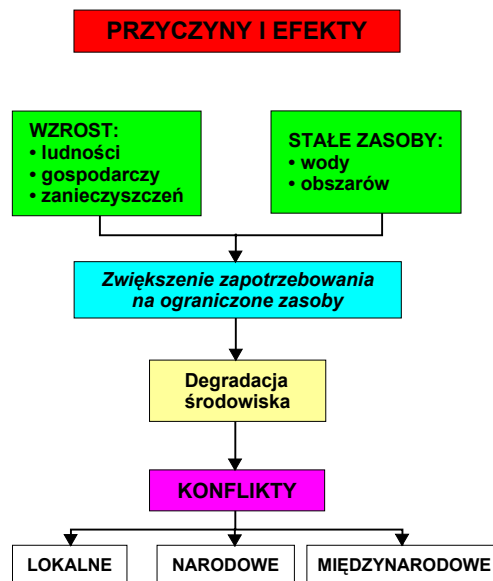 PRZYCZYNY I EFEKTY
WZROST:
• ludności
• gospodarczy
• zanieczyszczeń
STAŁE ZASOBY:
• wody
• obszarów
Zwiększenie zapotrzebowania
na ograniczone zasoby
Degradacja
środowiska
KONFLIKTY
LOKALNE
NARODOWE
MIĘDZYNARODOWE